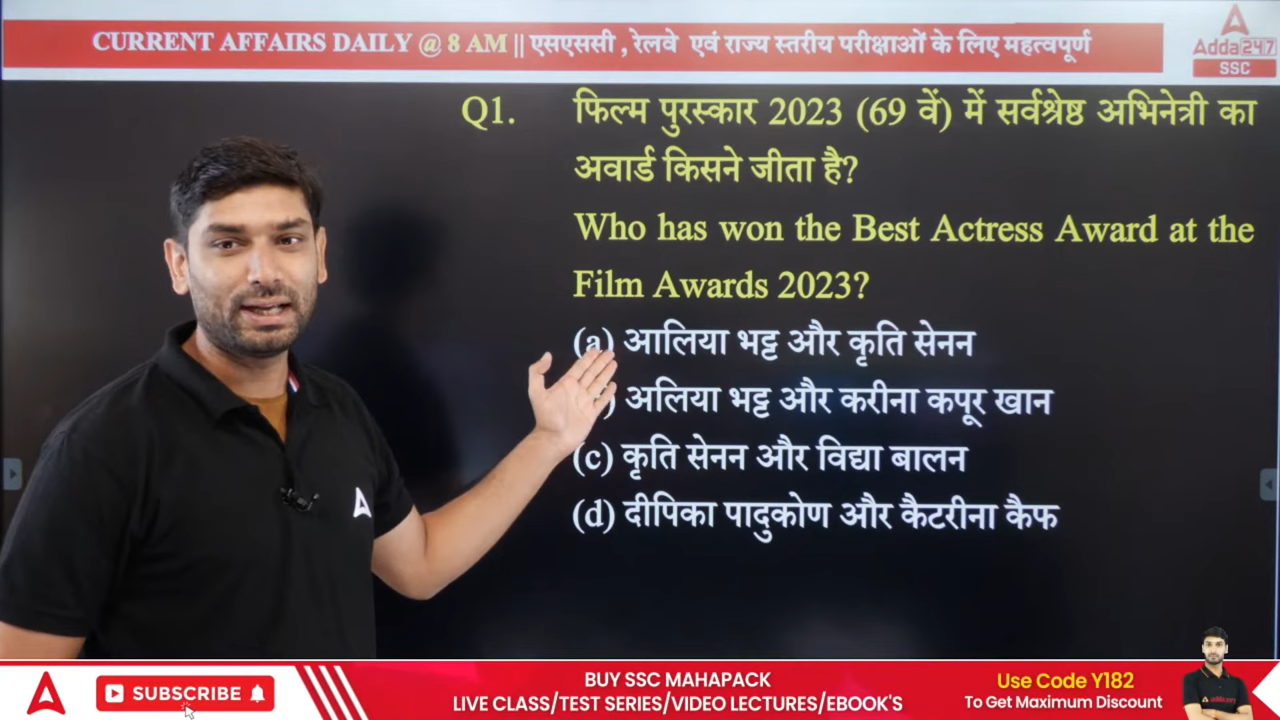 CURRENT AFFAIRS DAILY @ 8 AM || एसएससी , रेलवे एवं राज्य स्तरीय परीक्षाओं के लिए महत्वपूर्ण
Adda247
SSC
Q1. फिल्म पुरस्कार 2023 (69 वें) में सर्वश्रेष्ठ अभिनेत्री का
अवार्ड किसने जीता है?
Who has won the Best Actress Award at the
Film Awards 2023?
(a) आलिया भट्ट और कृति सेनन
) अलिया भट्ट और करीना कपूर खान
(c) कृति सेनन और विद्या बालन
(d) दीपिका पादुकोण और कैटरीना कैफ
SUBSCRIBE
BUY SSC MAHAPACK
LIVE CLASS/TEST SERIES/VIDEO LECTURES/EBOOK'S
Use Code Y182
To Get Maximum Discount